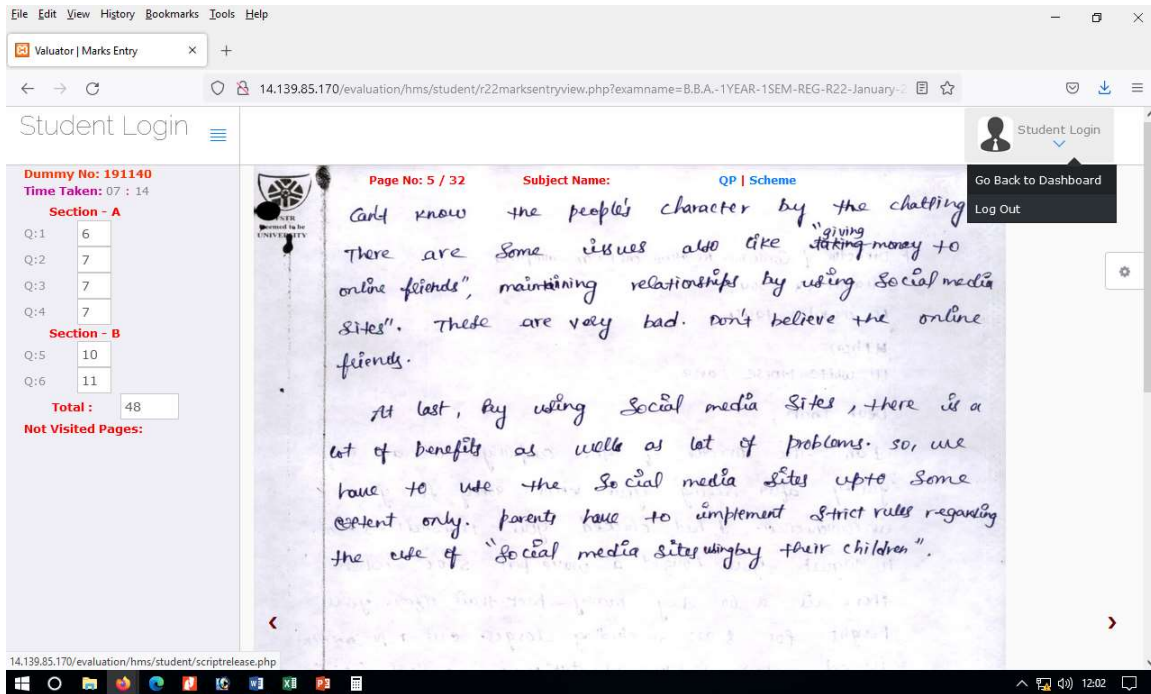 File Edit View History Bookmarks Tools Help
Valuator | Marks Entry
14.139.85.170/evaluation/hms/student/r22marksentryview.php?examname=B.B.A.-1YEAR-1SEM-REG-R22-January-2
Student Login
Student Login
Go Back to Dashboard
Log Out
Dummy No: 191140
Time Taken: 07 : 14
Section - A
Q:1 6
Q:2 7
Q:3 7
Q:4 7
Section - B
Q:5 10
Q:6 11
Total : 48
Not Visited Pages:
Page No: 5 / 32 Subject Name: QP | Scheme
know the people's character by the chatting
There are some issues also like "giving taking money to
online friends", maintaining relationships by using Social media
Sites". These are very bad. Don't believe the online
friends.
At last, By using Social media Sites, there is a
lot of benefits as wells as lot of problams. so, we
have to use the Social media sites upto Some
extent only. parents have to implement Strict rules regarding
the use of "Social media sites using by their children".
14.139.85.170/evaluation/hms/student/scriptrelease.php
12:02